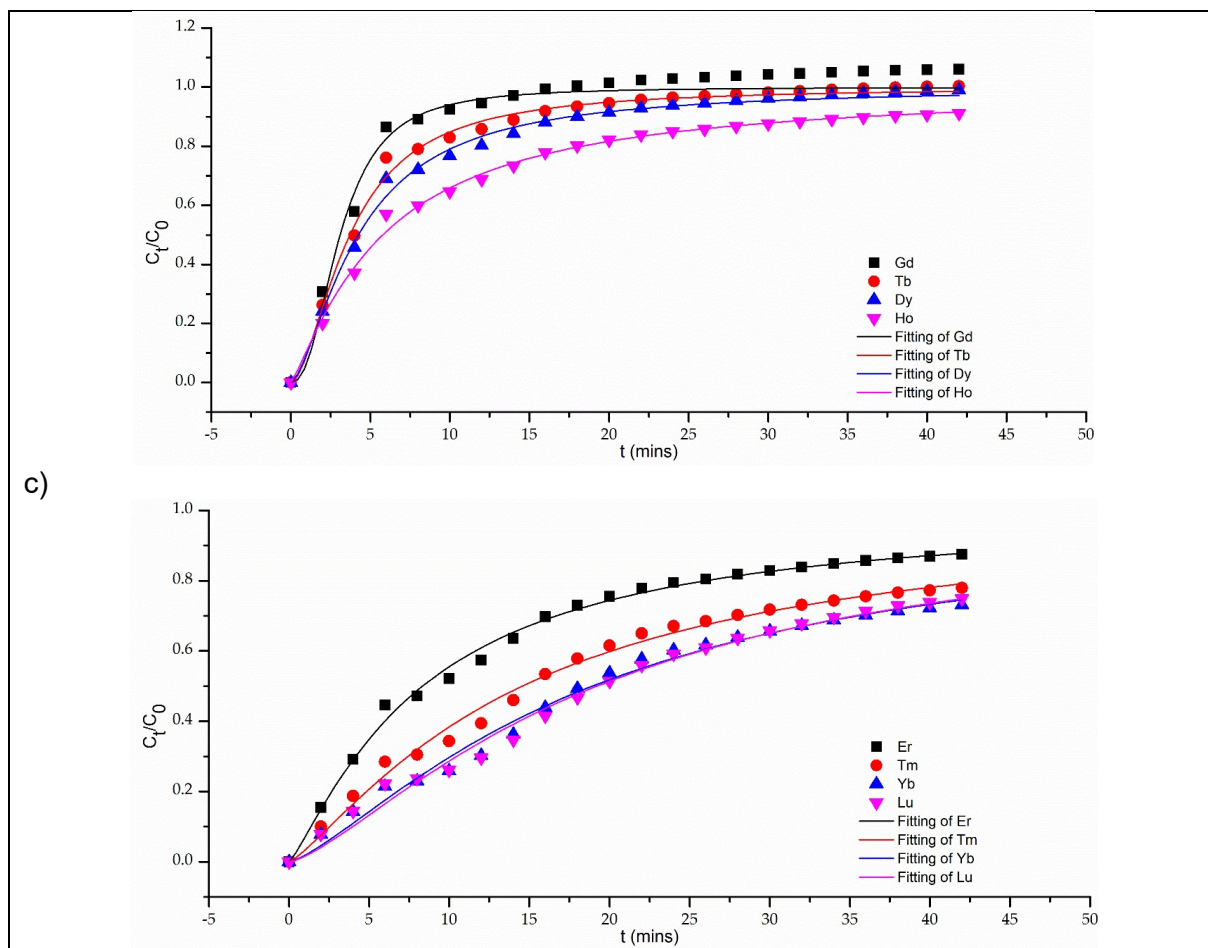 1.2
1.0
0.8
0.6
0.4
0.2
0.0
Ct/C0
Gd
Tb
Dy
Ho
Fitting of Gd
Fitting of Tb
Fitting of Dy
Fitting of Ho
-5 0 5 10 15 20 25 30 35 40 45 50
t (mins)
c)
1.0
0.8
0.6
0.4
0.2
0.0
Ct/C0
Er
Tm
Yb
Lu
Fitting of Er
Fitting of Tm
Fitting of Yb
Fitting of Lu
-5 0 5 10 15 20 25 30 35 40 45 50
t (mins)